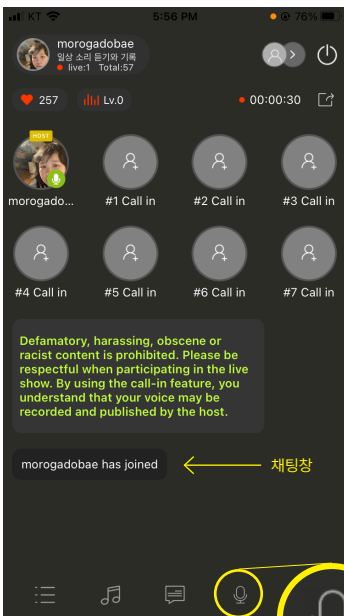 KT
5:56 PM
76%
morogadobae
일상 소리 듣기와 기록
live:1 Total:57
257
Lv.0
00:00:30
HOST
morogado...
#1 Call in
#2 Call in
#3 Call in
#4 Call in
#5 Call in
#6 Call in
#7 Call in
Defamatory, harassing, obscene or
racist content is prohibited. Please be
respectful when participating in the live
show. By using the call-in feature, you
understand that your voice may be
recorded and published by the host.
morogadobae has joined
채팅창